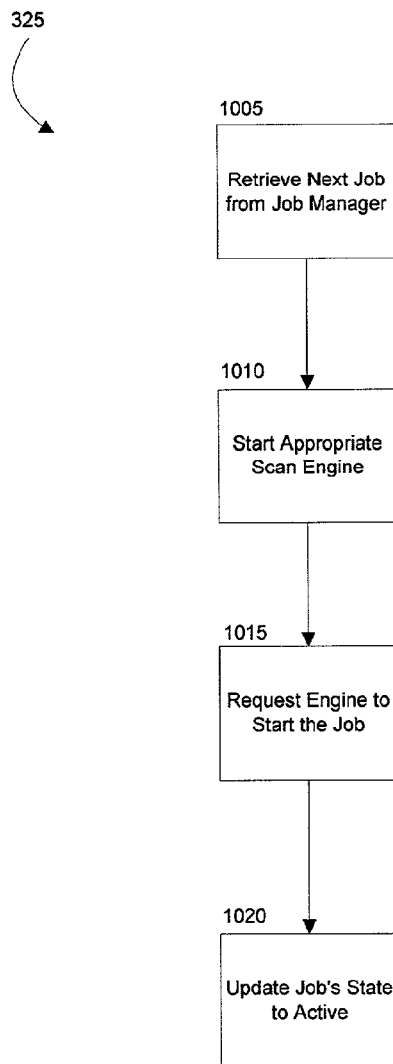 325
1005
Retrieve Next Job
from Job Manager
1010
Start Appropriate
Scan Engine
1015
Request Engine to
Start the Job
1020
Update Job's State
to Active